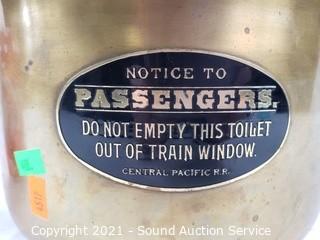 NOTICE TO
PASSENGERS.
DO NOT EMPTY THIS TOILET
OUT OF TRAIN WINDOW.
CENTRAL PACIFIC R.R.
Copyright © 2021 - Sound Auction Service